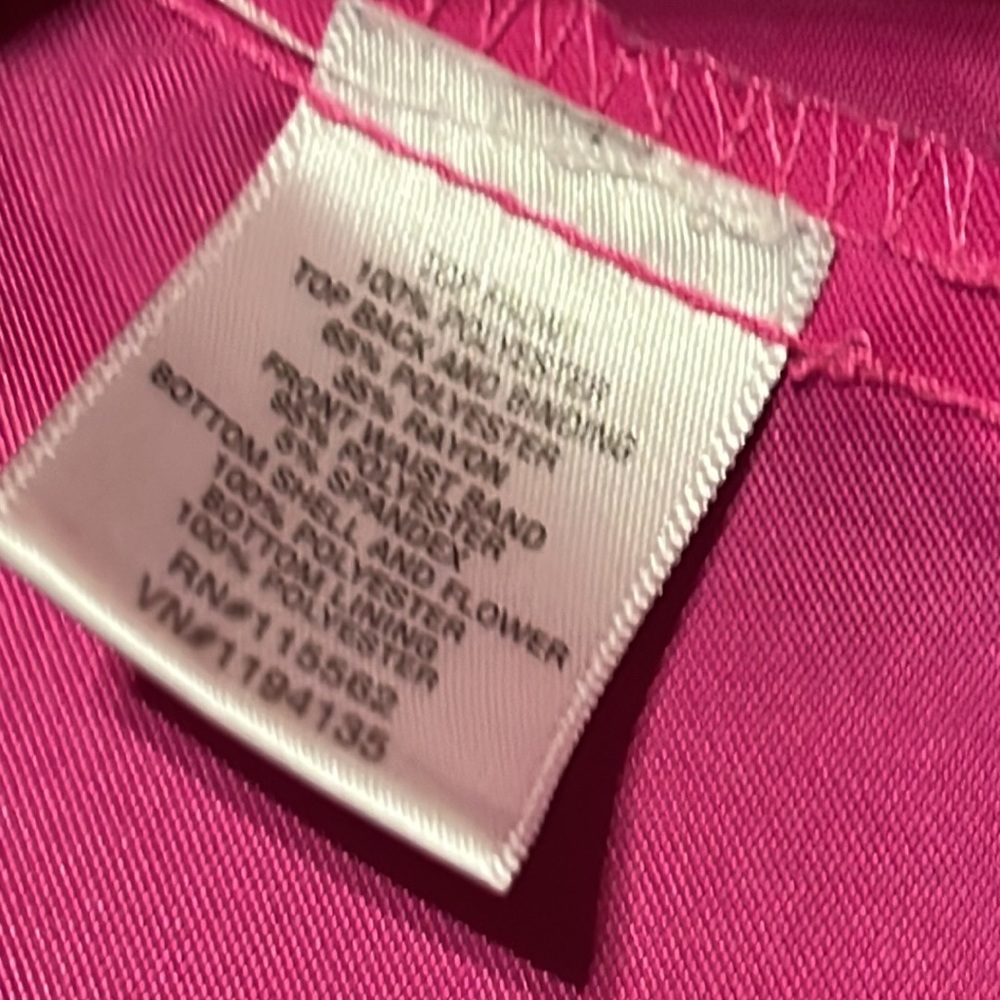 TOP FRONT
100% POLYESTER
TOP BACK AND BINDING
65% POLYESTER
35% RAYON
FRONT WAIST BAND
95% POLYESTER
5% SPANDEX
BOTTOM SHELL AND FLOWER
100% POLYESTER
BOTTOM LINING
100% POLYESTER
RN#115562
VN#1194135